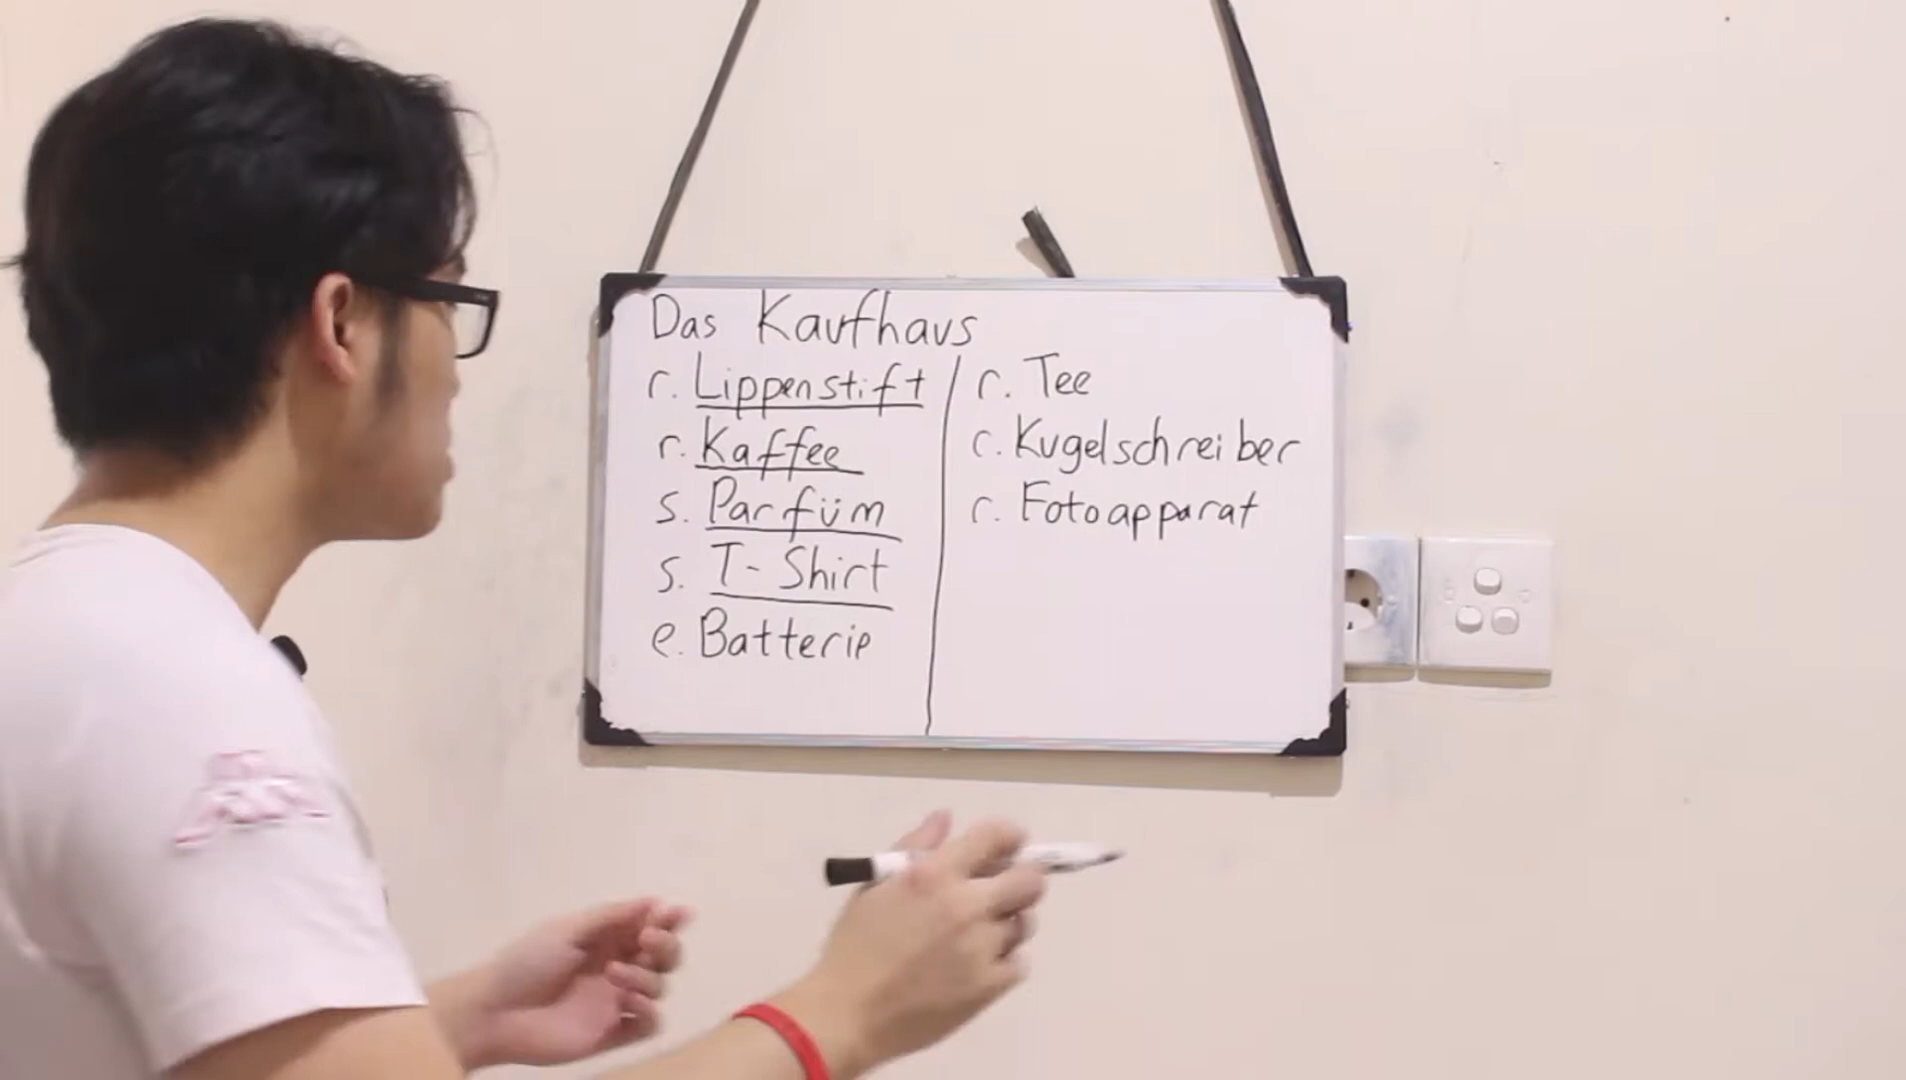 Das Kaufhaus
r. Lippenstift
r. Kaffee
s. Parfüm
s. T-Shirt
e. Batterie
r. Tee
r. Kugelschreiber
r. Fotoapparat